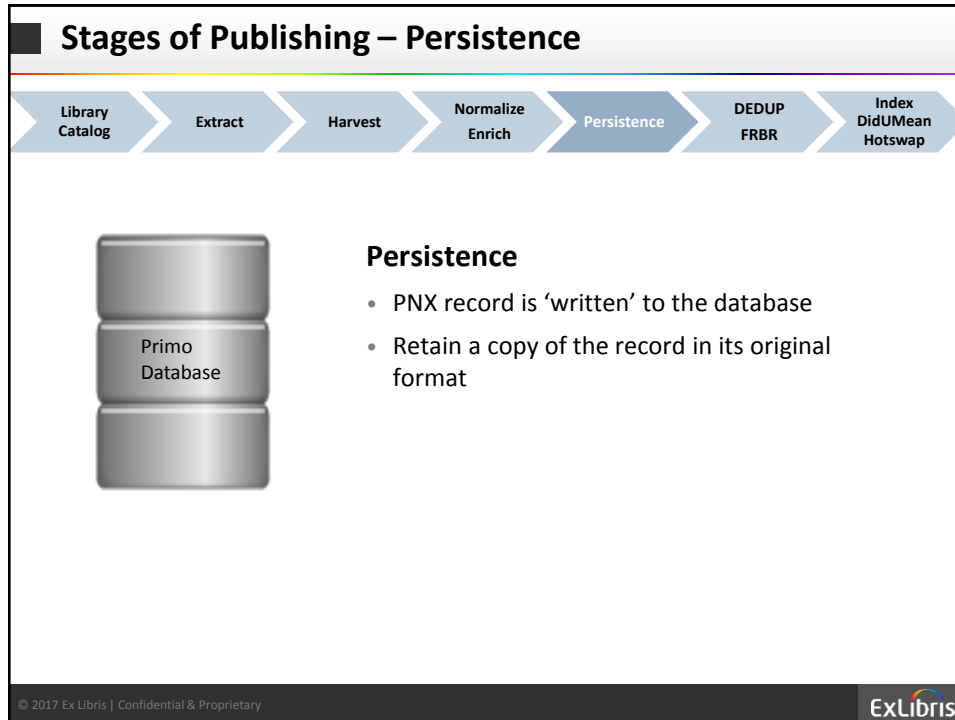 Stages of Publishing – Persistence
Library
Catalog
Extract
Harvest
Normalize
Enrich
Persistence
DEDUP
FRBR
Index
DidUMean
Hotswap
Primo
Database
Persistence
• PNX record is ‘written’ to the database
• Retain a copy of the record in its original
format
© 2017 Ex Libris | Confidential & Proprietary
ExLibris